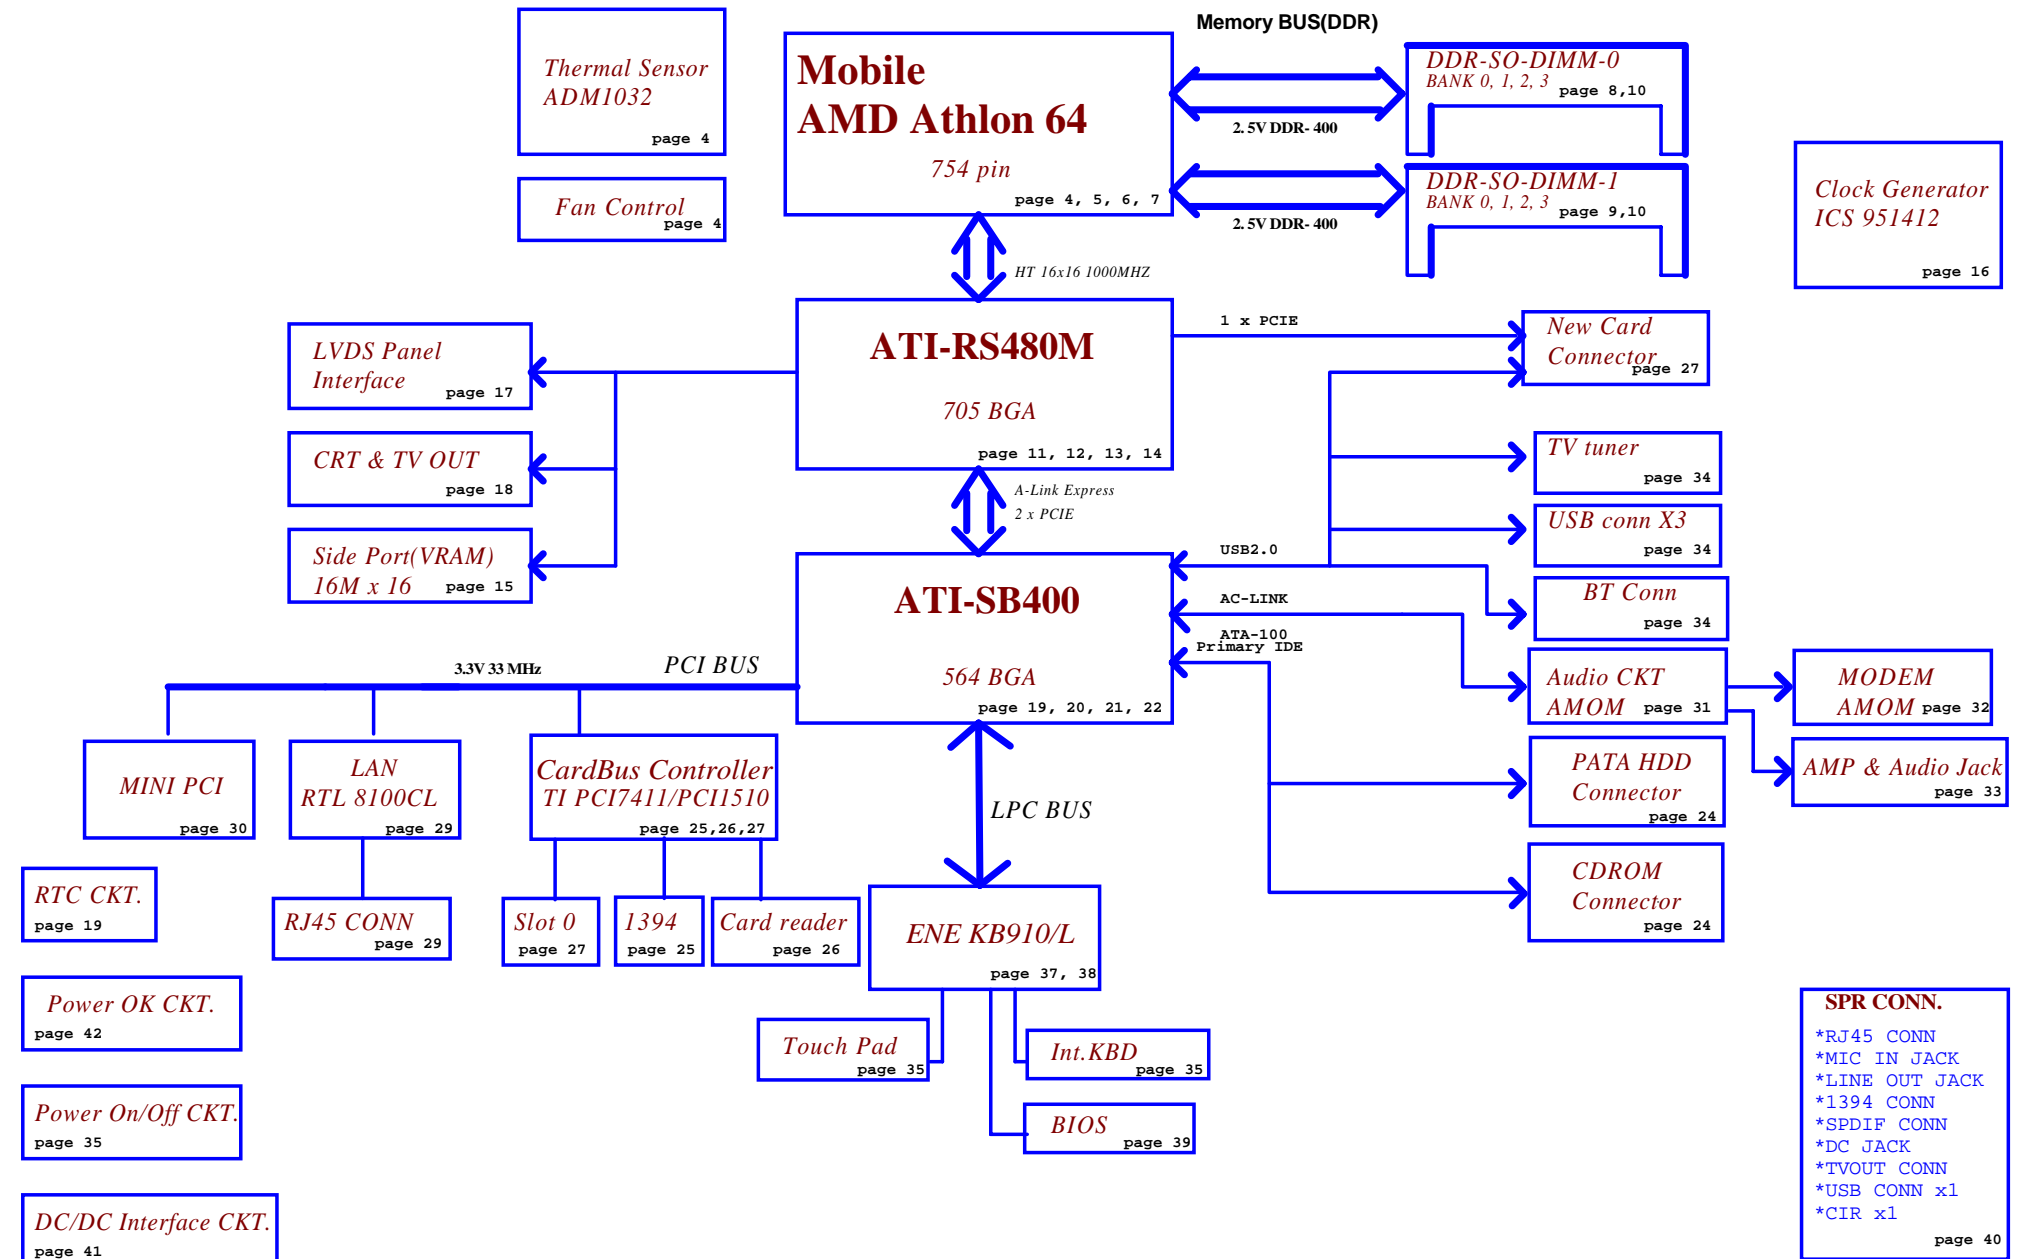 Memory BUS(DDR)
Thermal Sensor
ADM1032
page 4
Fan Control
page 4
Mobile
AMD Athlon 64
754 pin
page 4, 5, 6, 7
2.5V DDR-400
2.5V DDR-400
DDR-SO-DIMM-0
BANK 0, 1, 2, 3
page 8,10
DDR-SO-DIMM-1
BANK 0, 1, 2, 3
page 9,10
Clock Generator
ICS 951412
page 16
HT 16x16 1000MHZ
ATI-RS480M
705 BGA
page 11, 12, 13, 14
LVDS Panel
Interface
page 17
CRT & TV OUT
page 18
Side Port(VRAM)
16M x 16
page 15
1 x PCIE
New Card
Connector
page 27
TV tuner
page 34
USB conn X3
page 34
BT Conn
page 34
A-Link Express
2 x PCIE
ATI-SB400
564 BGA
page 19, 20, 21, 22
USB2.0
AC-LINK
ATA-100
Primary IDE
Audio CKT
AMOM
page 31
MODEM
AMOM
page 32
AMP & Audio Jack
page 33
PATA HDD
Connector
page 24
CDROM
Connector
page 24
3.3V 33 MHz
PCI BUS
MINI PCI
page 30
LAN
RTL 8100CL
page 29
CardBus Controller
TI PCI7411/PCI1510
page 25,26,27
LPC BUS
RJ45 CONN
page 29
Slot 0
page 27
1394
page 25
Card reader
page 26
ENE KB910/L
page 37, 38
Touch Pad
page 35
Int.KBD
page 35
BIOS
page 39
RTC CKT.
page 19
Power OK CKT.
page 42
Power On/Off CKT.
page 35
DC/DC Interface CKT.
page 41
SPR CONN.
*RJ45 CONN
*MIC IN JACK
*LINE OUT JACK
*1394 CONN
*SPDIF CONN
*DC JACK
*TVOUT CONN
*USB CONN x1
*CIR x1
page 40